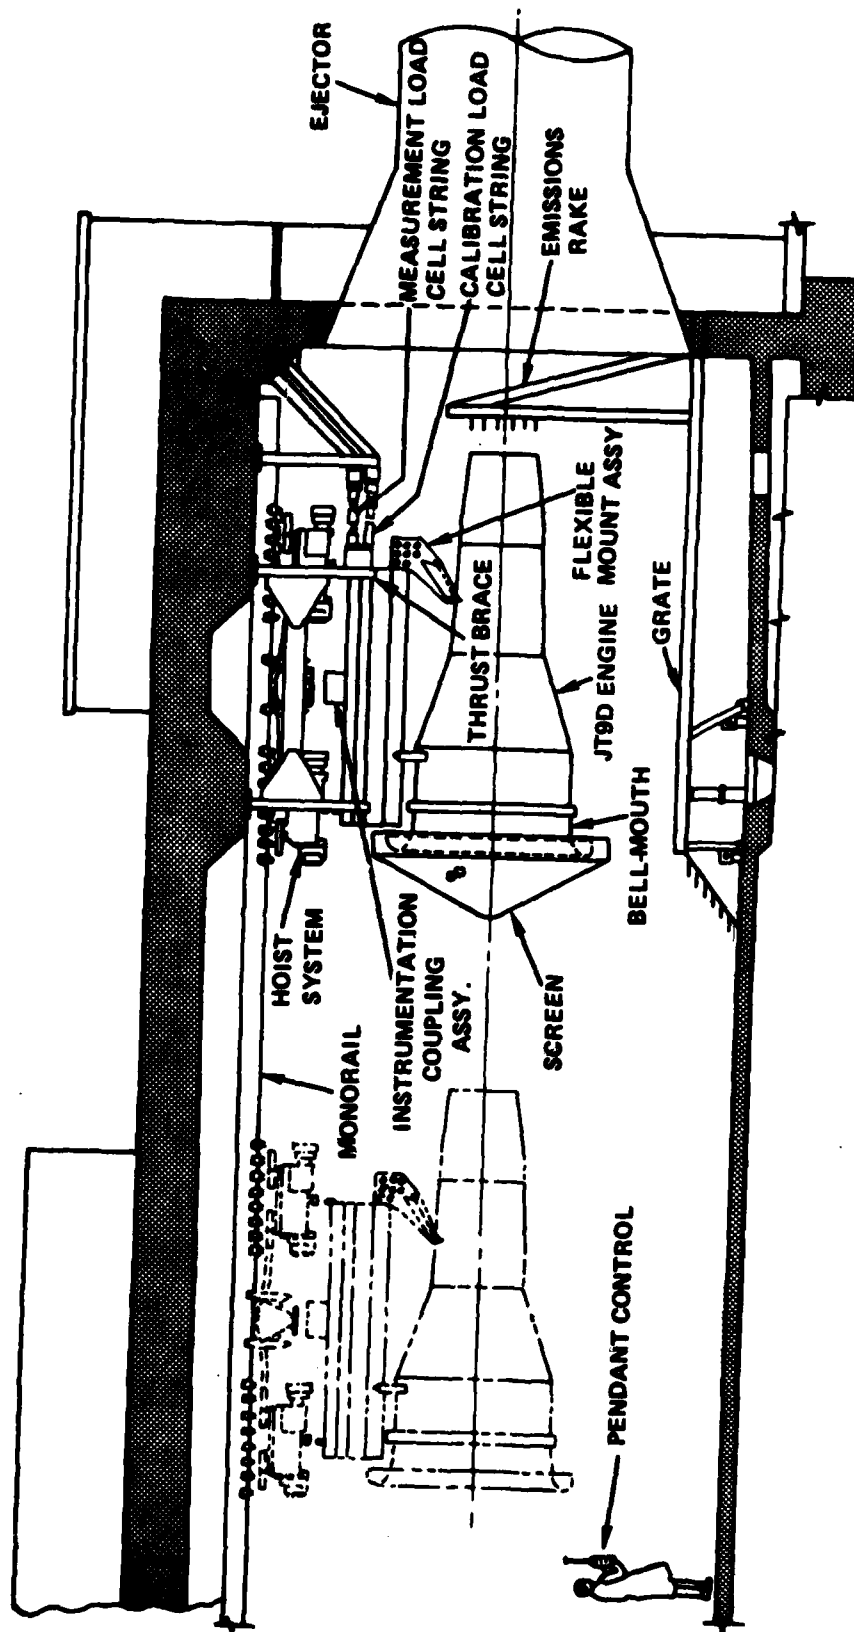 EJECTOR
MEASUREMENT LOAD
CELL STRING
CALIBRATION LOAD
CELL STRING
EMISSIONS
RAKE
FLEXIBLE
MOUNT ASSY
THRUST BRACE
JT9D ENGINE
GRATE
BELL-MOUTH
SCREEN
HOIST
SYSTEM
INSTRUMENTATION
COUPLING
ASSY.
MONORAIL
PENDANT CONTROL